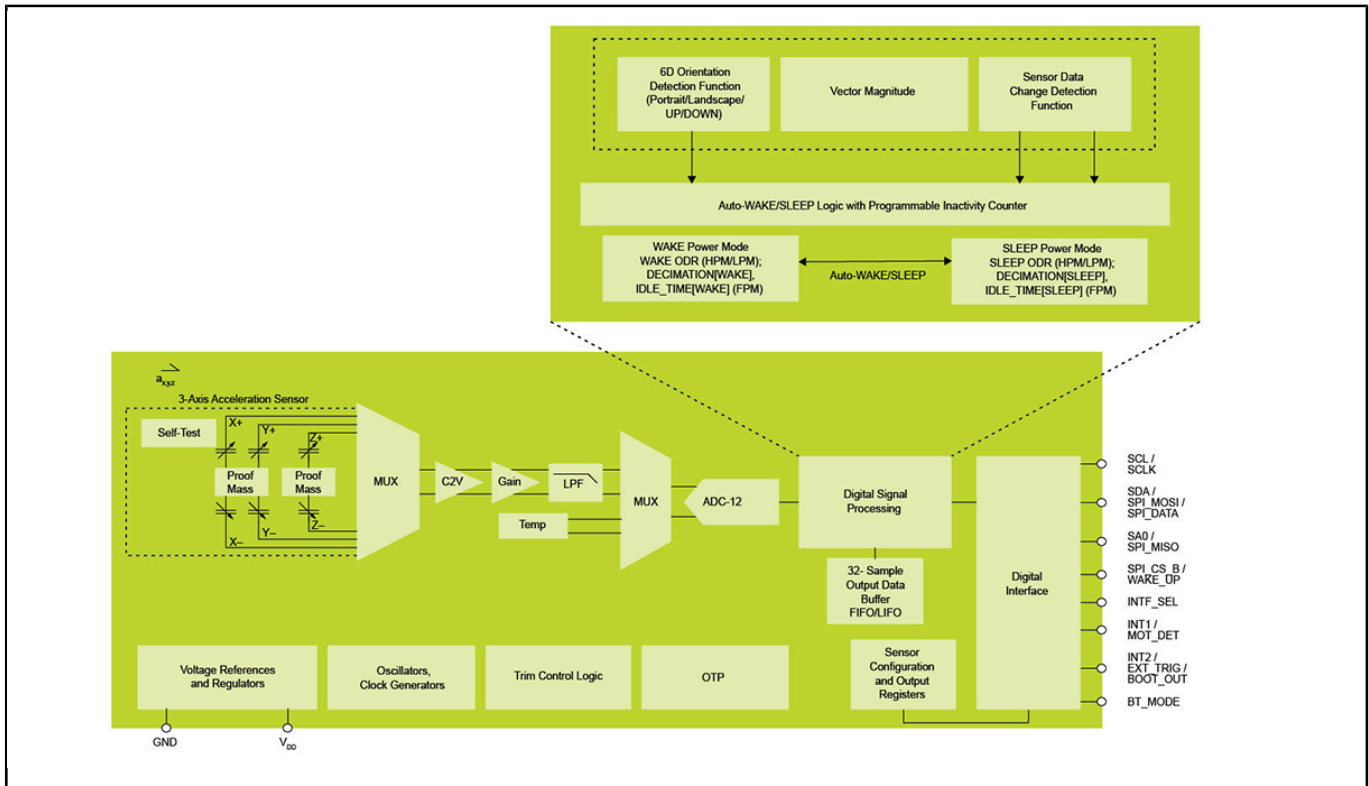 6D Orientation
Detection Function
(Portrait/Landscape/
UP/DOWN)
Vector Magnitude
Sensor Data
Change Detection
Function
Auto-WAKE/SLEEP Logic with Programmable Inactivity Counter
WAKE Power Mode
WAKE ODR (HPM/LPM);
DECIMATION[WAKE],
IDLE_TIME[WAKE] (FPM)
Auto-WAKE/SLEEP
SLEEP Power Mode
SLEEP ODR (HPM/LPM);
DECIMATION[SLEEP],
IDLE_TIME[SLEEP] (FPM)
ax,y,z
3-Axis Acceleration Sensor
Self-Test
X+
Y+
Z+
Proof
Mass
Proof
Mass
Z–
Y–
X–
MUX
C2V
Gain
LPF
Temp
MUX
ADC-12
Digital Signal
Processing
32- Sample
Output Data
Buffer
FIFO/LIFO
Sensor
Configuration
and Output
Registers
Digital
Interface
SCL /
SCLK
SDA /
SPI_MOSI /
SPI_DATA
SA0 /
SPI_MISO
SPI_CS_B /
WAKE_UP
INTF_SEL
INT1 /
MOT_DET
INT2 /
EXT_TRIG /
BOOT_OUT
BT_MODE
Voltage References
and Regulators
Oscillators,
Clock Generators
Trim Control Logic
OTP
GND
VDD